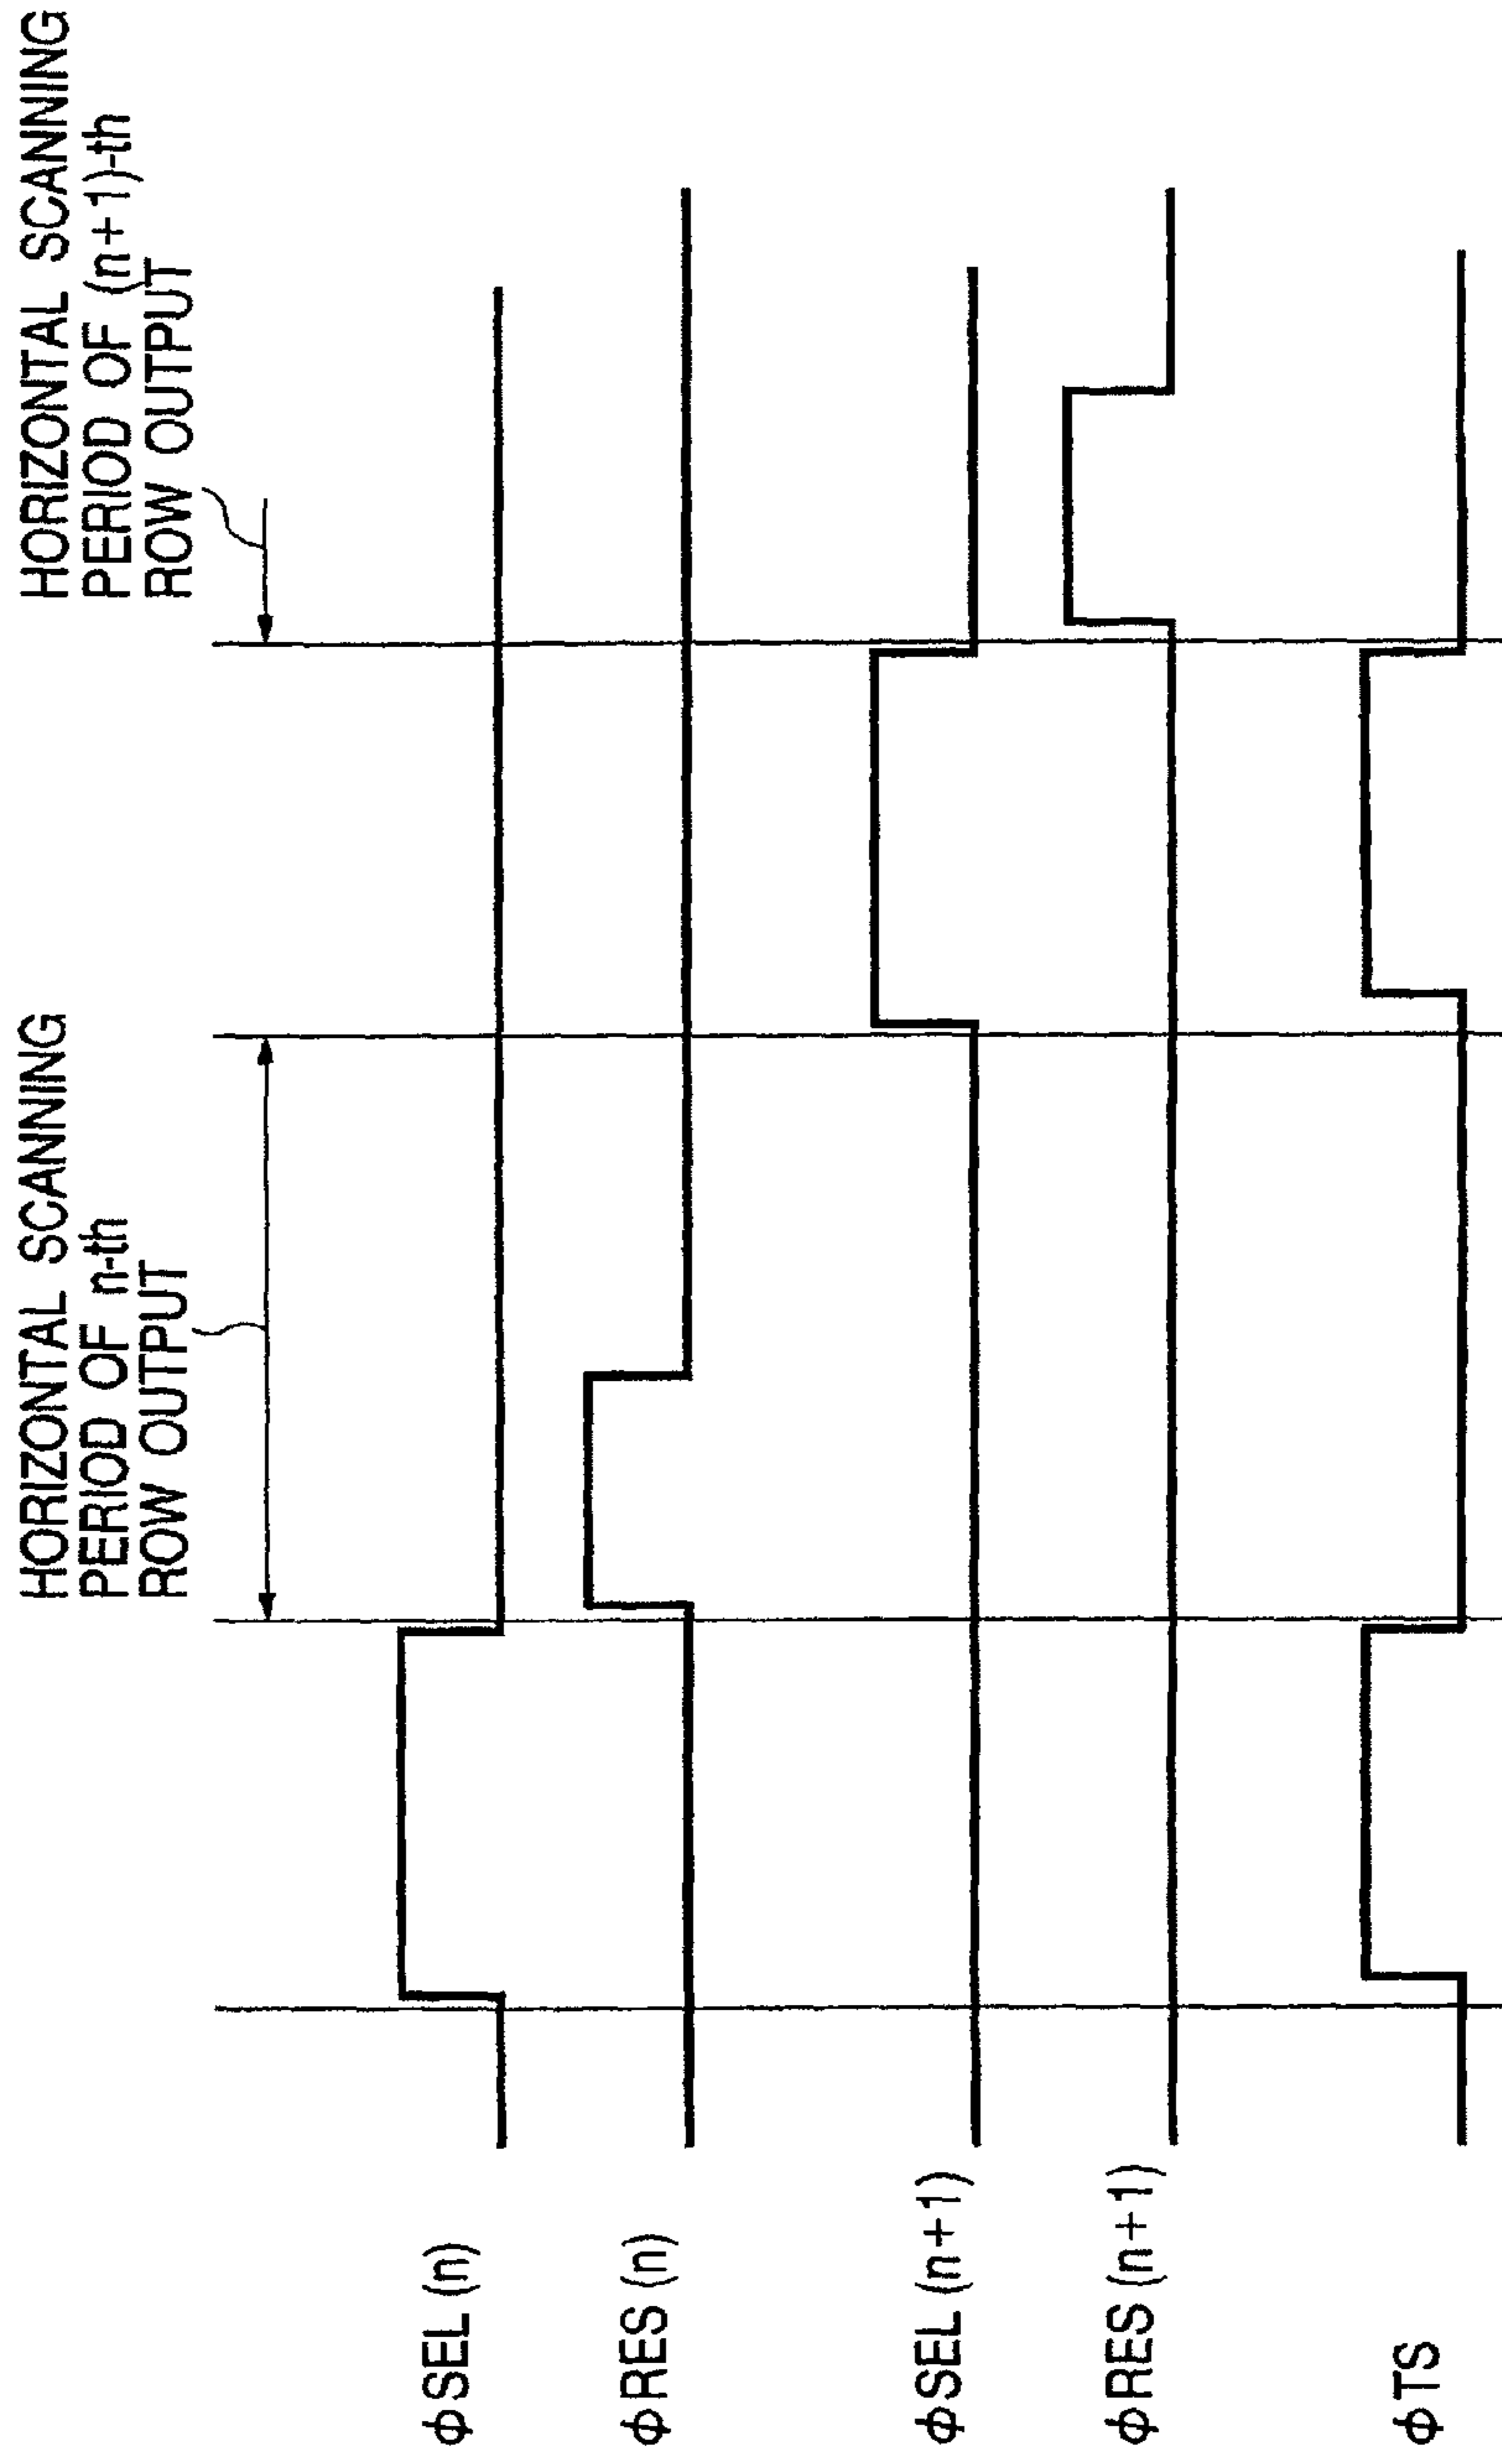 HORIZONTAL SCANNING
PERIOD OF n-th
ROW OUTPUT
HORIZONTAL SCANNING
PERIOD OF (n+1)-th
ROW OUTPUT
ϕSEL (n)
ϕRES (n)
ϕSEL (n+1)
ϕRES (n+1)
ϕTS